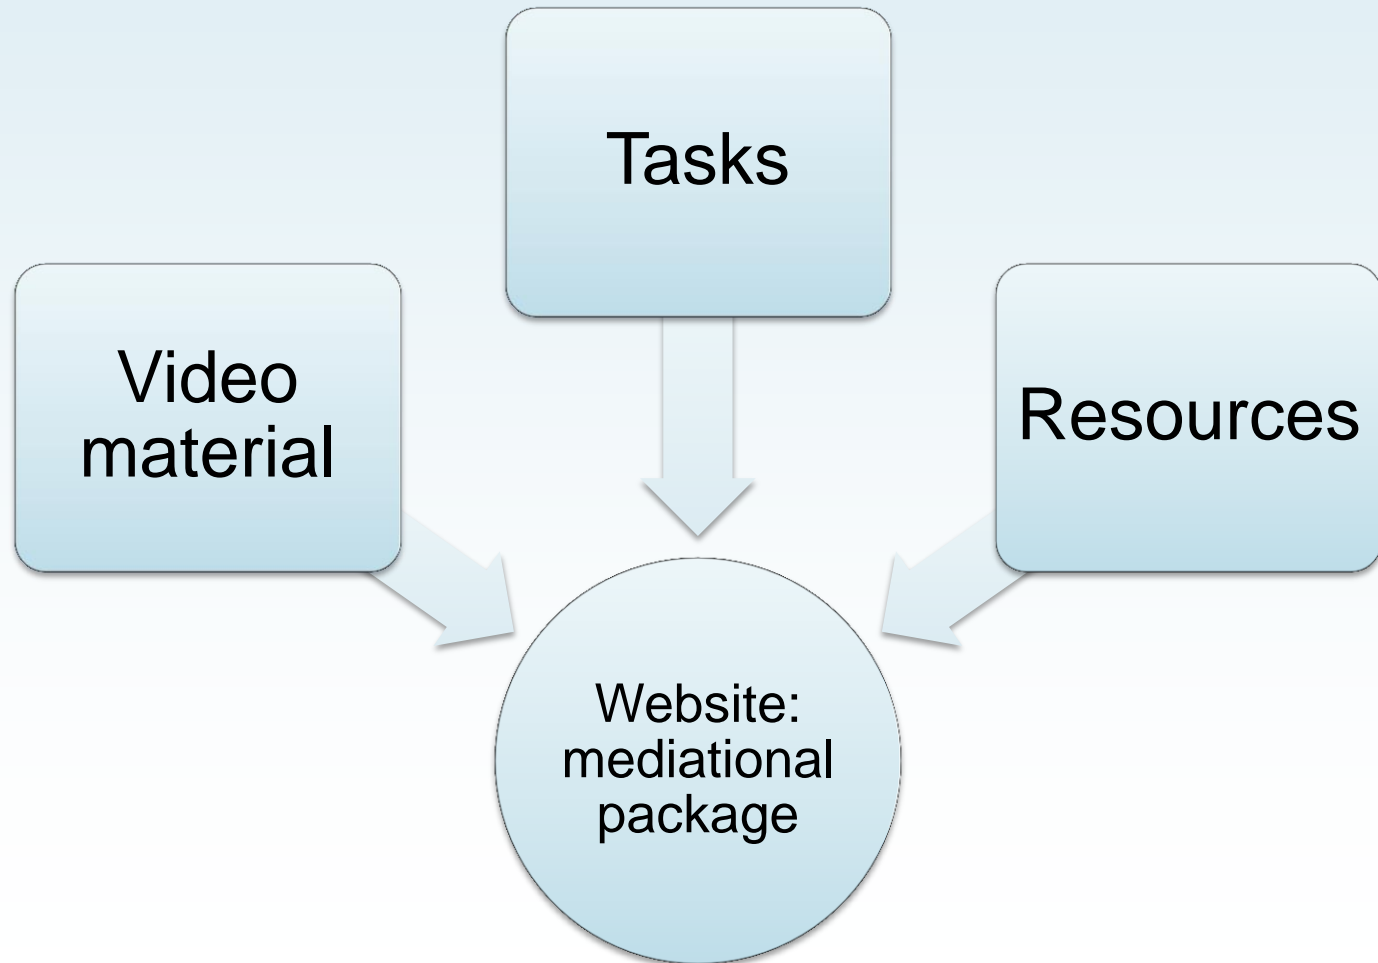 Tasks
Video
material
Resources
Website:
mediational
package